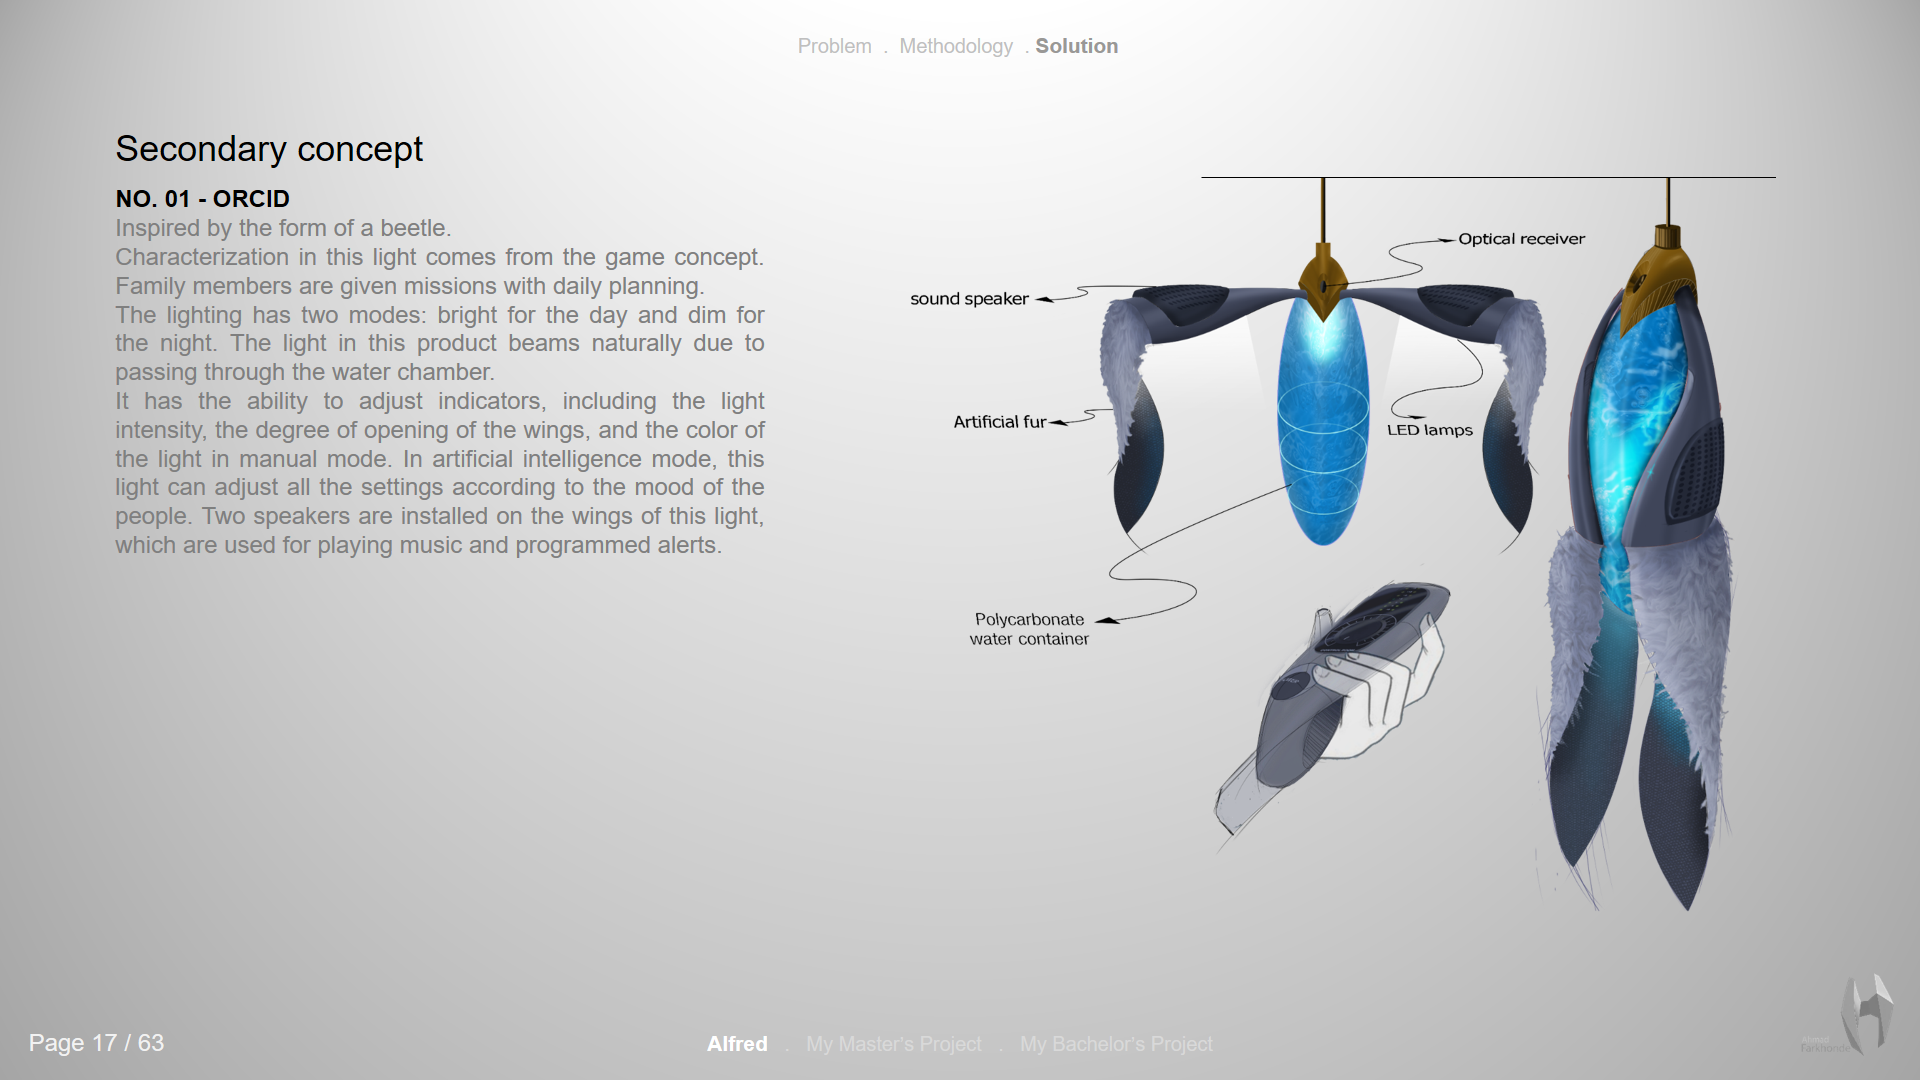 Problem . Methodology . Solution
Secondary concept
NO. 01 - ORCID
Inspired by the form of a beetle.
Characterization in this light comes from the game concept.
Family members are given missions with daily planning.
The lighting has two modes: bright for the day and dim for
the night. The light in this product beams naturally due to
passing through the water chamber.
It has the ability to adjust indicators, including the light
intensity, the degree of opening of the wings, and the color of
the light in manual mode. In artificial intelligence mode, this
light can adjust all the settings according to the mood of the
people. Two speakers are installed on the wings of this light,
which are used for playing music and programmed alerts.
Optical receiver
sound speaker
Artificial fur
LED lamps
Polycarbonate
water container
Page 17 / 63
Alfred . My Master's Project . My Bachelor's Project
Ahmad
Farkhonde